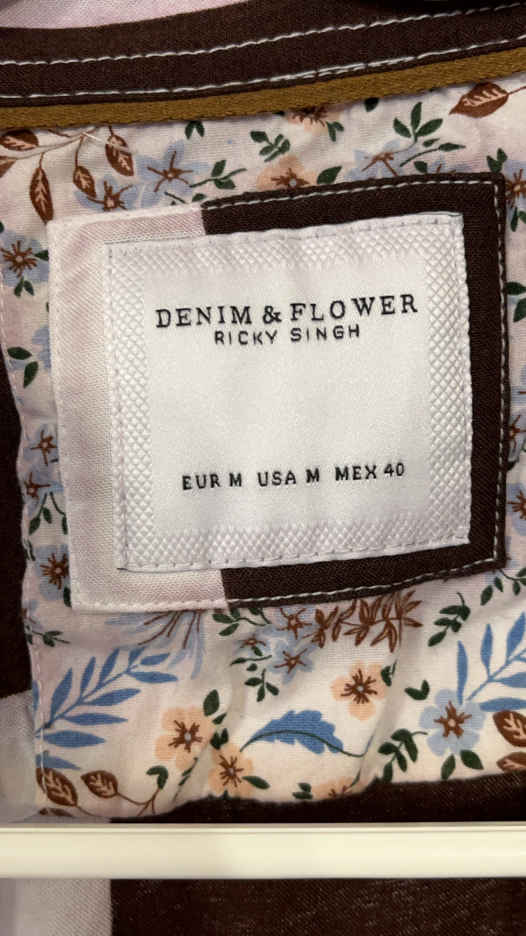 DENIM & FLOWER
RICKY SINGH
EUR M USA M MEX 40